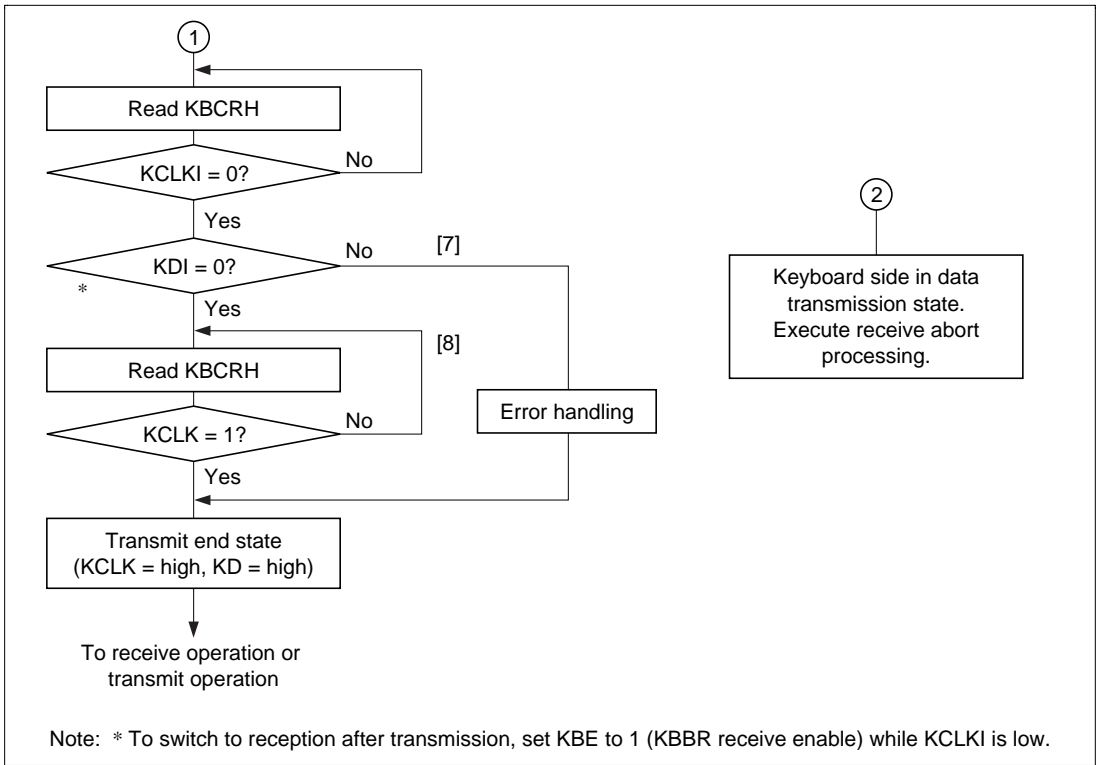 1
Read KBCRH
KCLKI = 0?
No
Yes
KDI = 0?
No
[7]
*
Yes
[8]
Read KBCRH
KCLK = 1?
No
Error handling
Yes
Transmit end state
(KCLK = high, KD = high)
To receive operation or
transmit operation
2
Keyboard side in data
transmission state.
Execute receive abort
processing.
Note: * To switch to reception after transmission, set KBE to 1 (KBBR receive enable) while KCLKI is low.